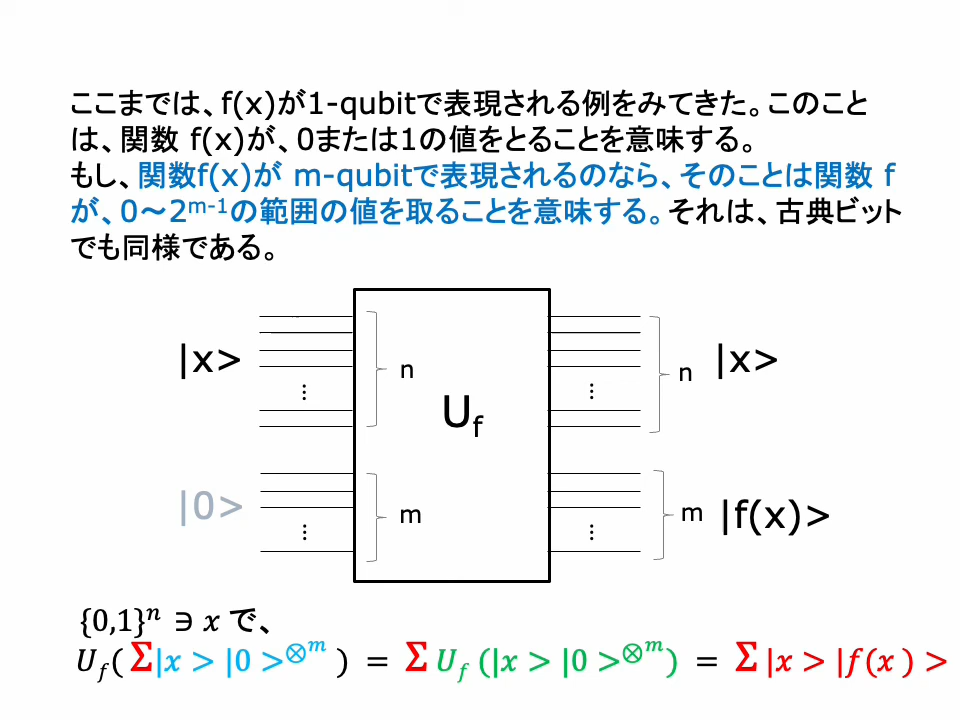 ここまでは、f(x)が1-qubitで表現される例をみてきた。このこと
は、関数 f(x)が、0または1の値をとることを意味する。
もし、関数f(x)が m-qubitで表現されるのなら、そのことは関数 f
が、0～2ᵐ⁻¹の範囲の値を取ることを意味する。それは、古典ビット
でも同様である。
|x> ⋮ n U_f ⋮ n |x>
|0> ⋮ m ⋮ m |f(x)>
{0,1}ⁿ ∋ x で、
U_f( Σ|x > |0 >^{⊗^m} ) = Σ U_f (|x > |0 >^{⊗^m}) = Σ |x > |f(x ) >